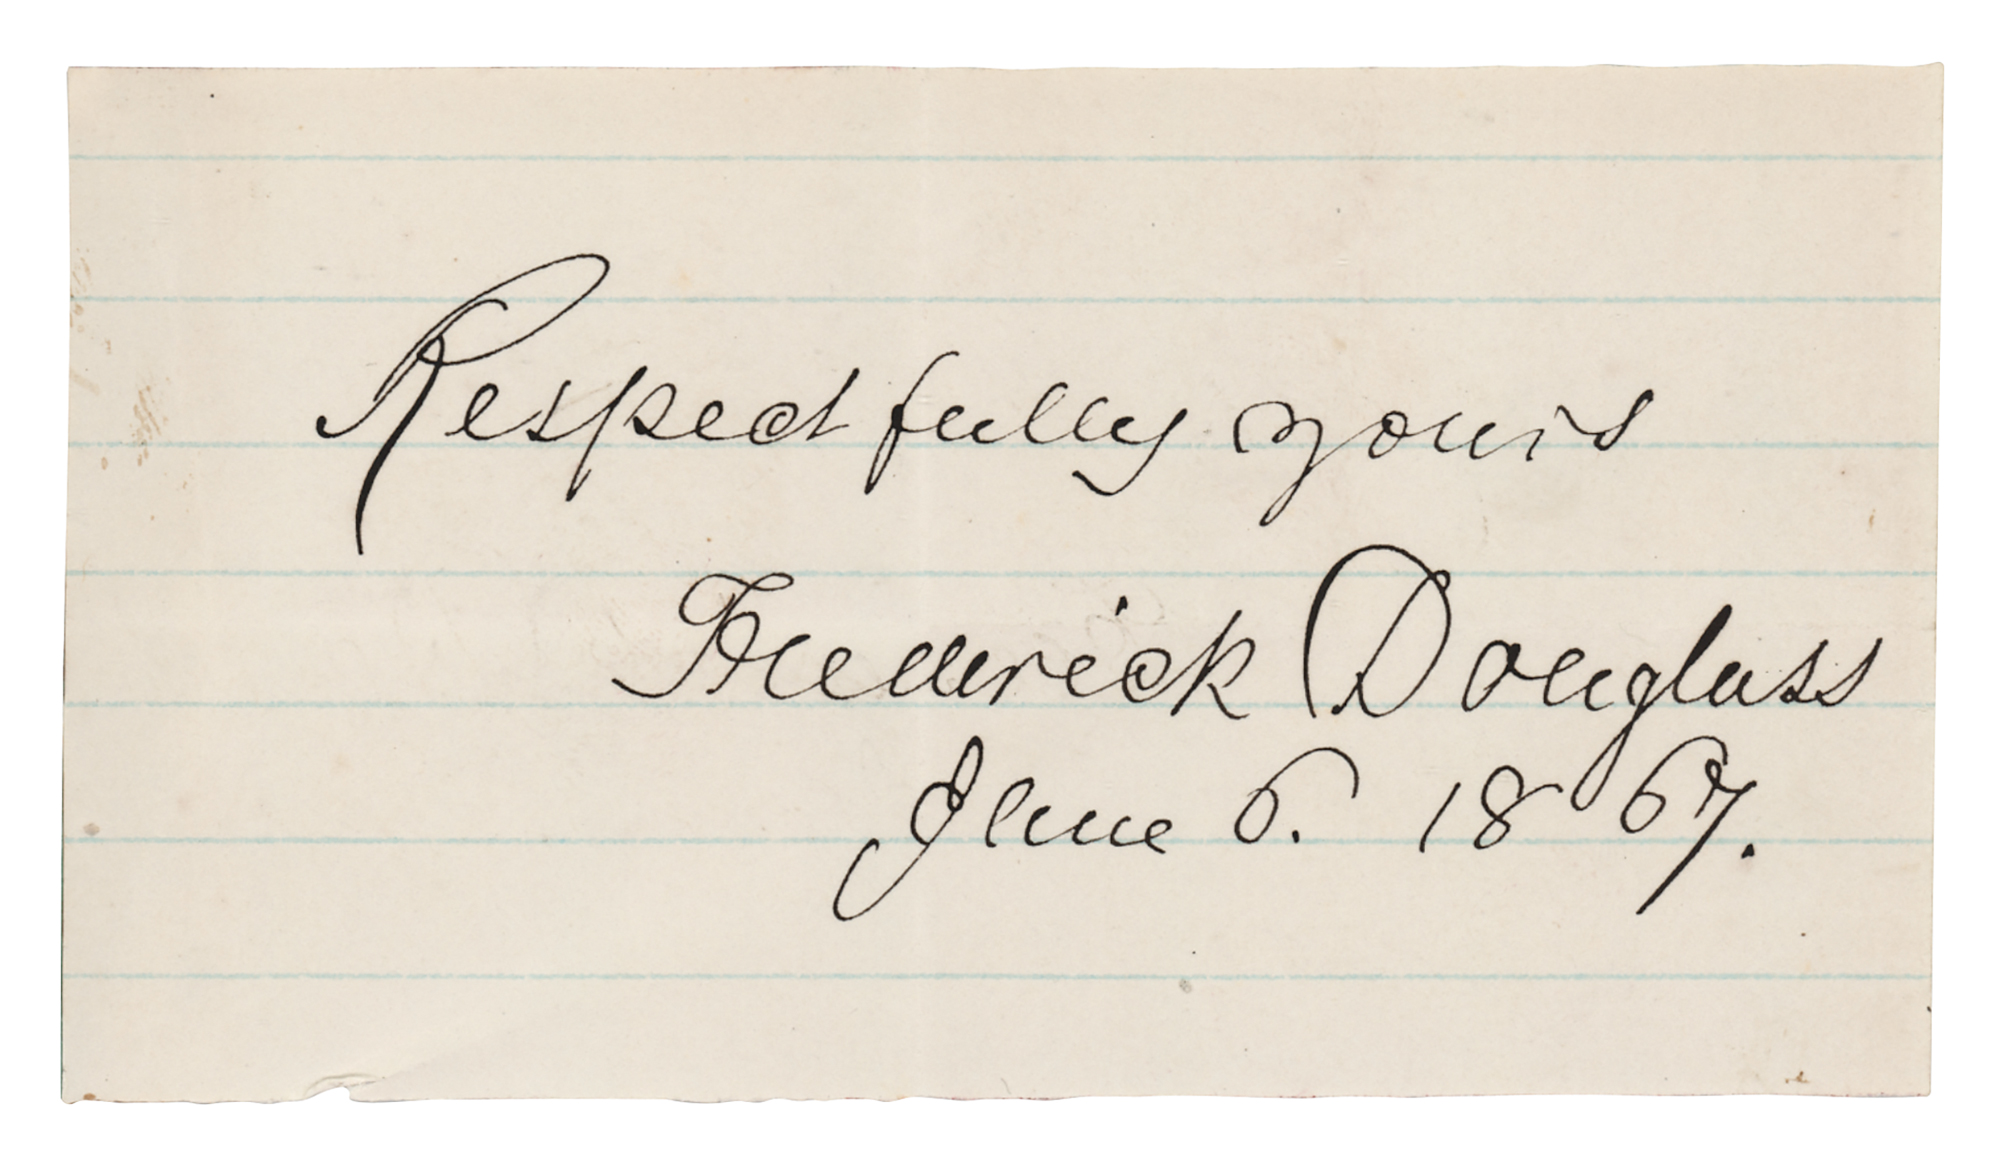 Respectfully yours
Frederick Douglass
June 6. 1867.